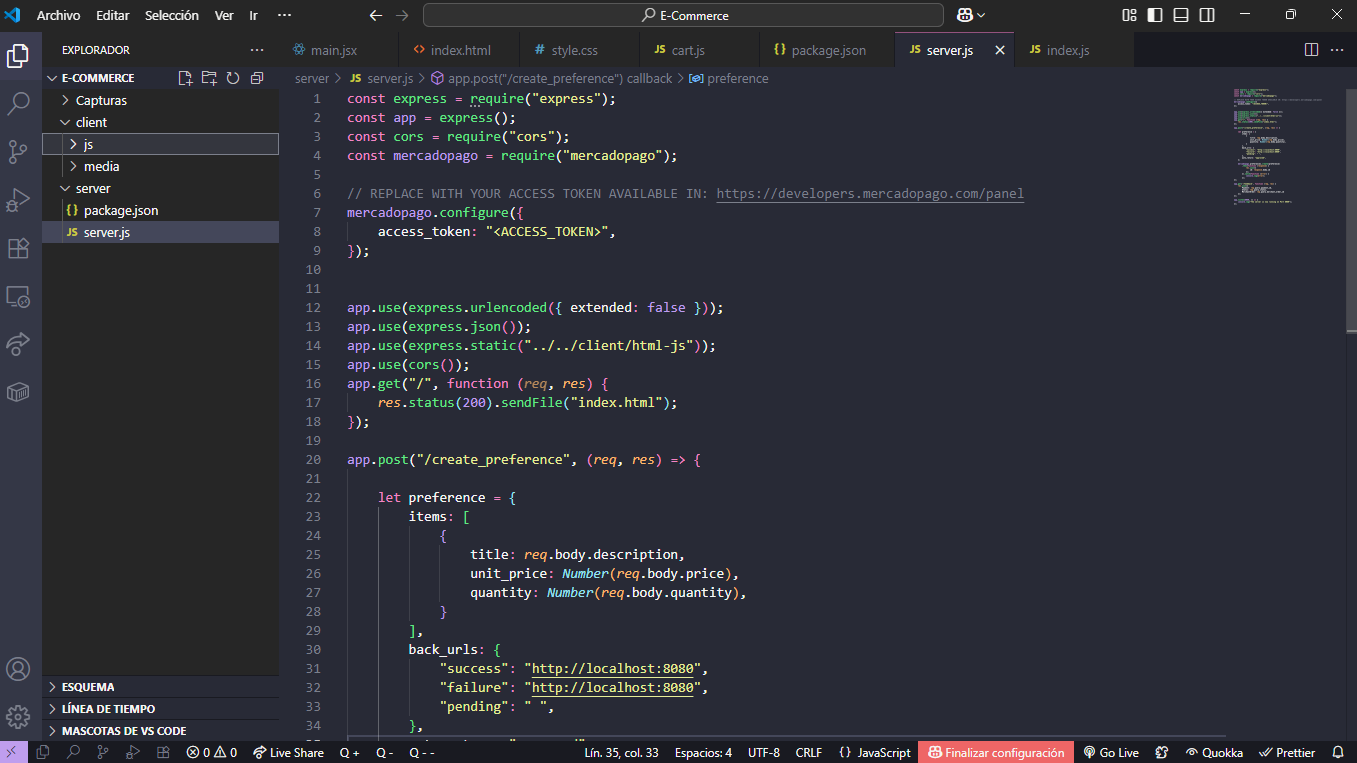 Archivo Editar Selección Ver Ir ··· E-Commerce
EXPLORADOR ···
main.jsx index.html # style.css JS cart.js {} package.json JS server.js × JS index.js ···
E-COMMERCE
server > JS server.js > app.post("/create_preference") callback > preference
Capturas
client
js
media
server
{} package.json
JS server.js
1 const express = require("express");
2 const app = express();
3 const cors = require("cors");
4 const mercadopago = require("mercadopago");
5
6 // REPLACE WITH YOUR ACCESS TOKEN AVAILABLE IN: https://developers.mercadopago.com/panel
7 mercadopago.configure({
8 access_token: "<ACCESS_TOKEN>",
9 });
10
11
12 app.use(express.urlencoded({ extended: false }));
13 app.use(express.json());
14 app.use(express.static("../../client/html-js"));
15 app.use(cors());
16 app.get("/", function (req, res) {
17 res.status(200).sendFile("index.html");
18 });
19
20 app.post("/create_preference", (req, res) => {
21
22 let preference = {
23 items: [
24 {
25 title: req.body.description,
26 unit_price: Number(req.body.price),
27 quantity: Number(req.body.quantity),
28 }
29 ],
30 back_urls: {
31 "success": "http://localhost:8080",
32 "failure": "http://localhost:8080",
33 "pending": " ",
34 },
ESQUEMA
LÍNEA DE TIEMPO
MASCOTAS DE VS CODE
0 0 Live Share Q + Q - Q - - Lín. 35, col. 33 Espacios: 4 UTF-8 CRLF {} JavaScript Finalizar configuración Go Live Quokka Prettier